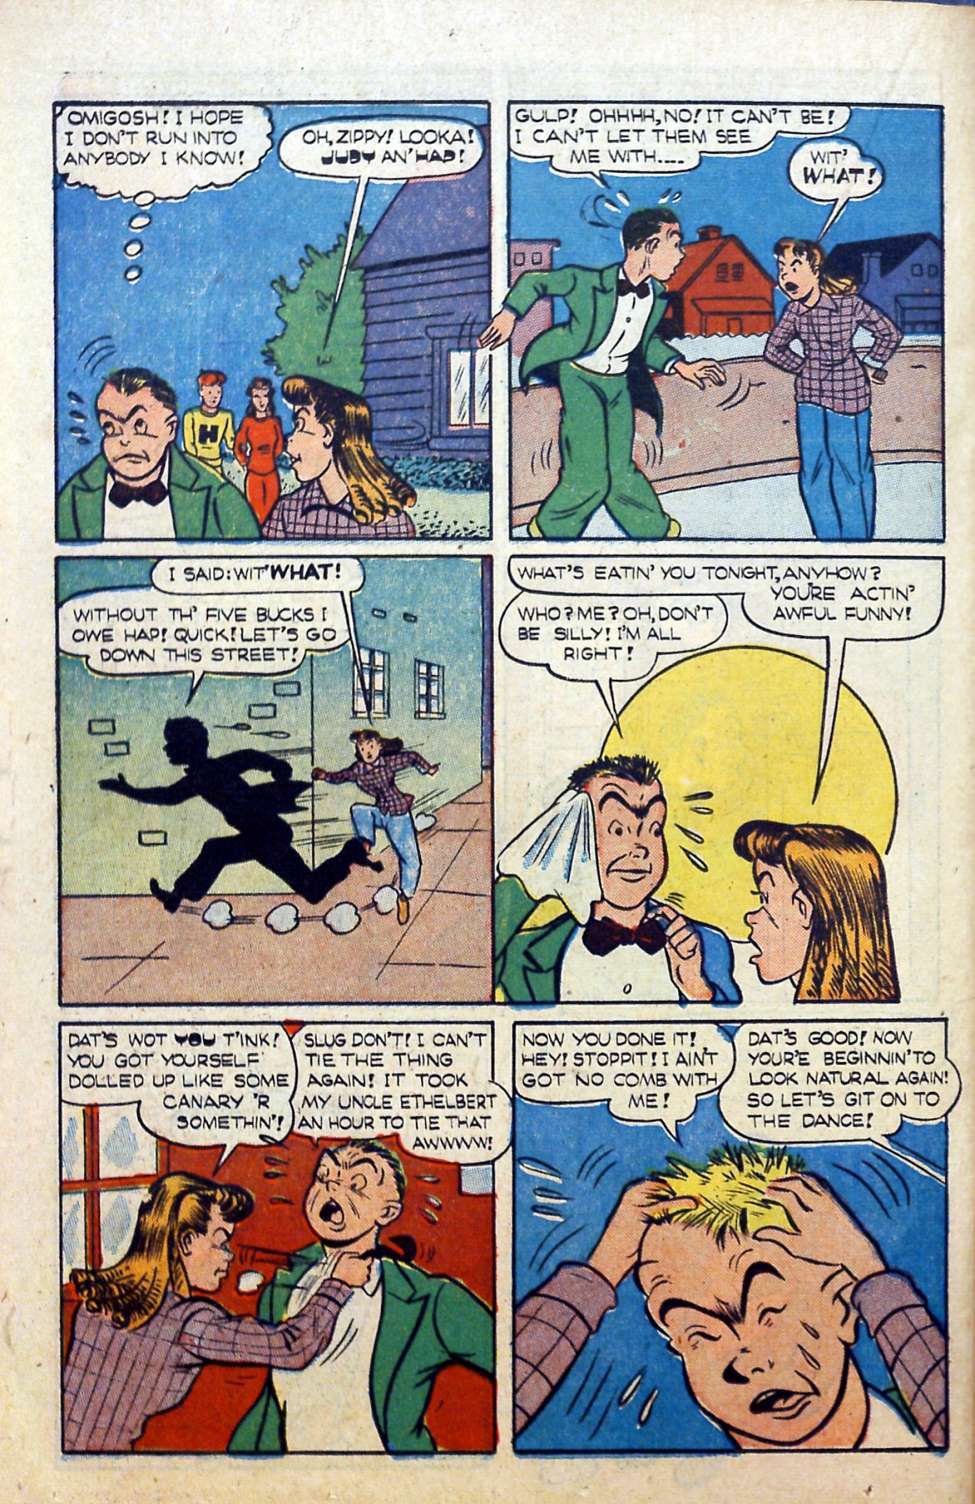 OMIGOSH! I HOPE
I DON'T RUN INTO
ANYBODY I KNOW!
OH, ZIPPY! LOOKA!
JUDY AN' HAP!
H
GULP! OHHHH, NO! IT CAN'T BE!
I CAN'T LET THEM SEE
ME WITH....
WIT'
WHAT!
I SAID: WIT' WHAT!
WITHOUT TH' FIVE BUCKS I
OWE HAP! QUICK! LET'S GO
DOWN THIS STREET!
WHAT'S EATIN' YOU TONIGHT, ANYHOW?
YOU'RE ACTIN'
AWFUL FUNNY!
WHO? ME? OH, DON'T
BE SILLY! I'M ALL
RIGHT!
DAT'S WOT YOU T'INK!
YOU GOT YOURSELF
DOLLED UP LIKE SOME
CANARY 'R
SOMETHIN'!
SLUG DON'T! I CAN'T
TIE THE THING
AGAIN! IT TOOK
MY UNCLE ETHELBERT
AN HOUR TO TIE THAT
AWWWW!
NOW YOU DONE IT!
HEY! STOPPIT! I AIN'T
GOT NO COMB WITH
ME!
DAT'S GOOD! NOW
YOUR'E BEGINNIN' TO
LOOK NATURAL AGAIN!
SO LET'S GIT ON TO
THE DANCE!